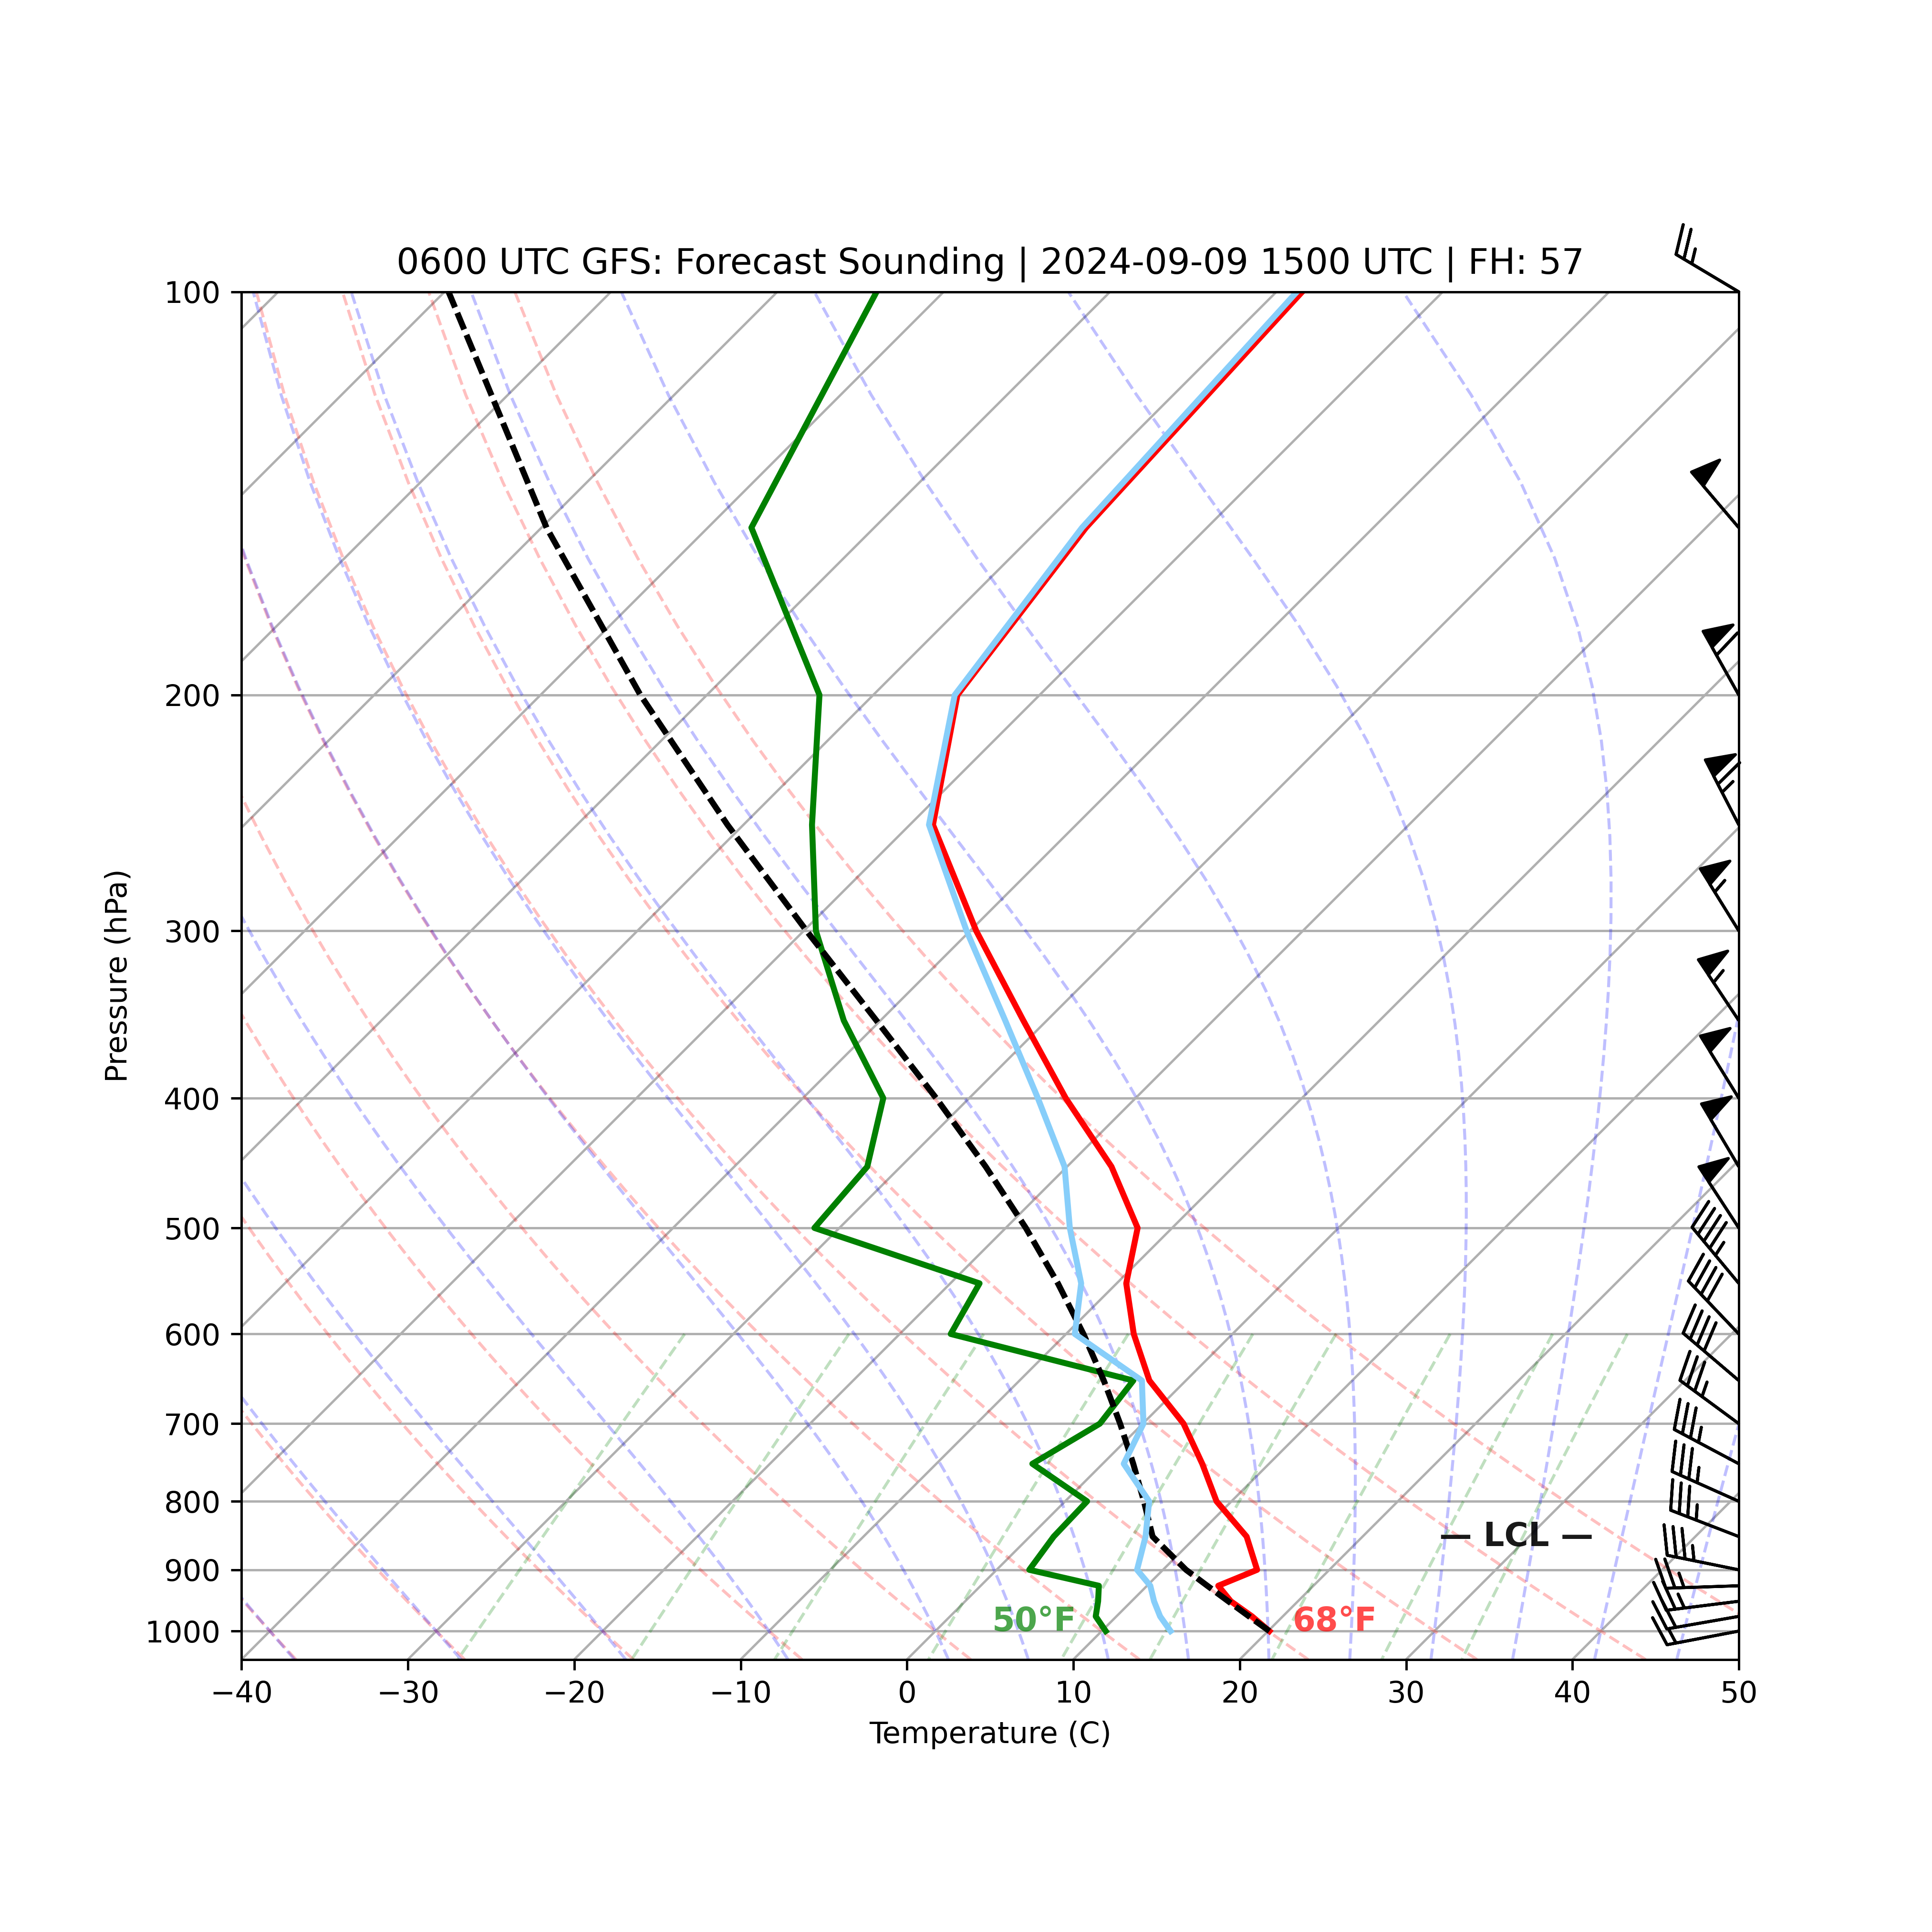 0600 UTC GFS: Forecast Sounding | 2024-09-09 1500 UTC | FH: 57
100
200
300
400
500
600
700
800
900
1000
Pressure (hPa)
— LCL —
50°F
68°F
−40 −30 −20 −10 0 10 20 30 40 50
Temperature (C)